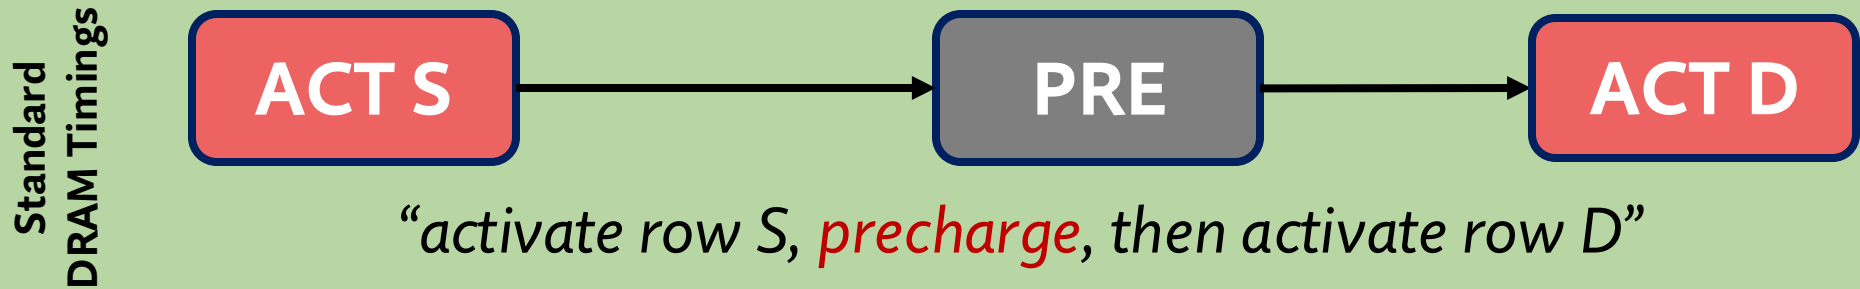 Standard
DRAM Timings
ACT S
PRE
ACT D
“activate row S, precharge, then activate row D”